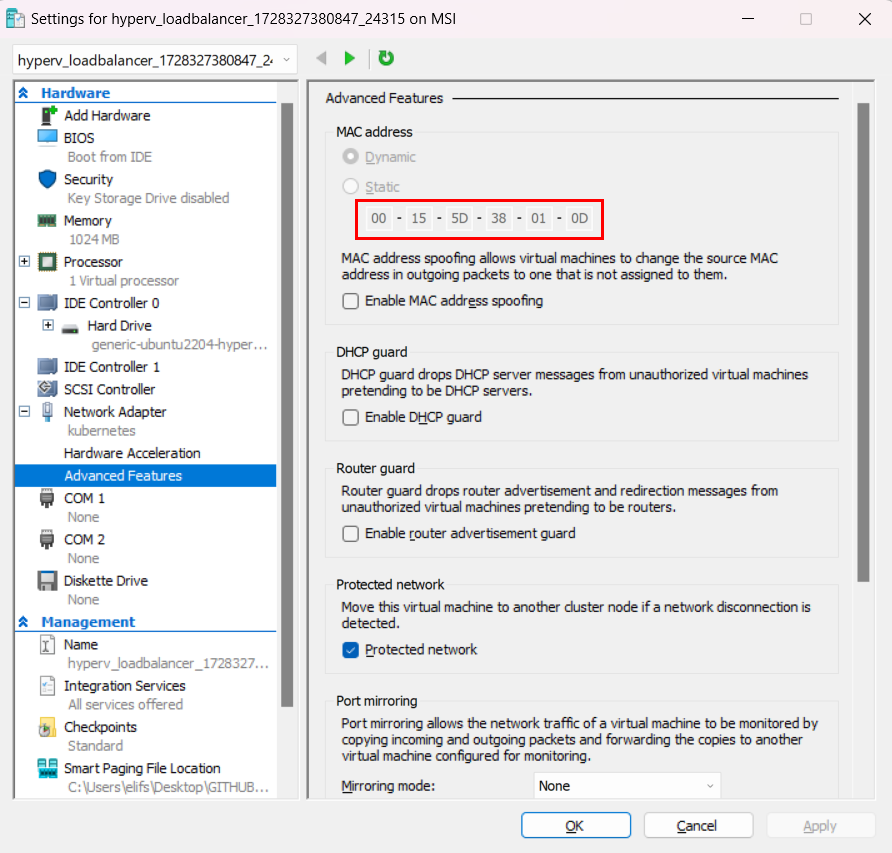 Settings for hyperv_loadbalancer_1728327380847_24315 on MSI
hyperv_loadbalancer_1728327380847_24
Hardware
Add Hardware
BIOS
Boot from IDE
Security
Key Storage Drive disabled
Memory
1024 MB
Processor
1 Virtual processor
IDE Controller 0
Hard Drive
generic-ubuntu2204-hyper...
IDE Controller 1
SCSI Controller
Network Adapter
kubernetes
Hardware Acceleration
Advanced Features
COM 1
None
COM 2
None
Diskette Drive
None
Management
Name
hyperv_loadbalancer_1728327...
Integration Services
All services offered
Checkpoints
Standard
Smart Paging File Location
C:\Users\elifs\Desktop\GITHUB...
Advanced Features
MAC address
Dynamic
Static
00 - 15 - 5D - 38 - 01 - 0D
MAC address spoofing allows virtual machines to change the source MAC
address in outgoing packets to one that is not assigned to them.
Enable MAC address spoofing
DHCP guard
DHCP guard drops DHCP server messages from unauthorized virtual machines
pretending to be DHCP servers.
Enable DHCP guard
Router guard
Router guard drops router advertisement and redirection messages from
unauthorized virtual machines pretending to be routers.
Enable router advertisement guard
Protected network
Move this virtual machine to another cluster node if a network disconnection is
detected.
Protected network
Port mirroring
Port mirroring allows the network traffic of a virtual machine to be monitored by
copying incoming and outgoing packets and forwarding the copies to another
virtual machine configured for monitoring.
Mirroring mode: None
OK Cancel Apply